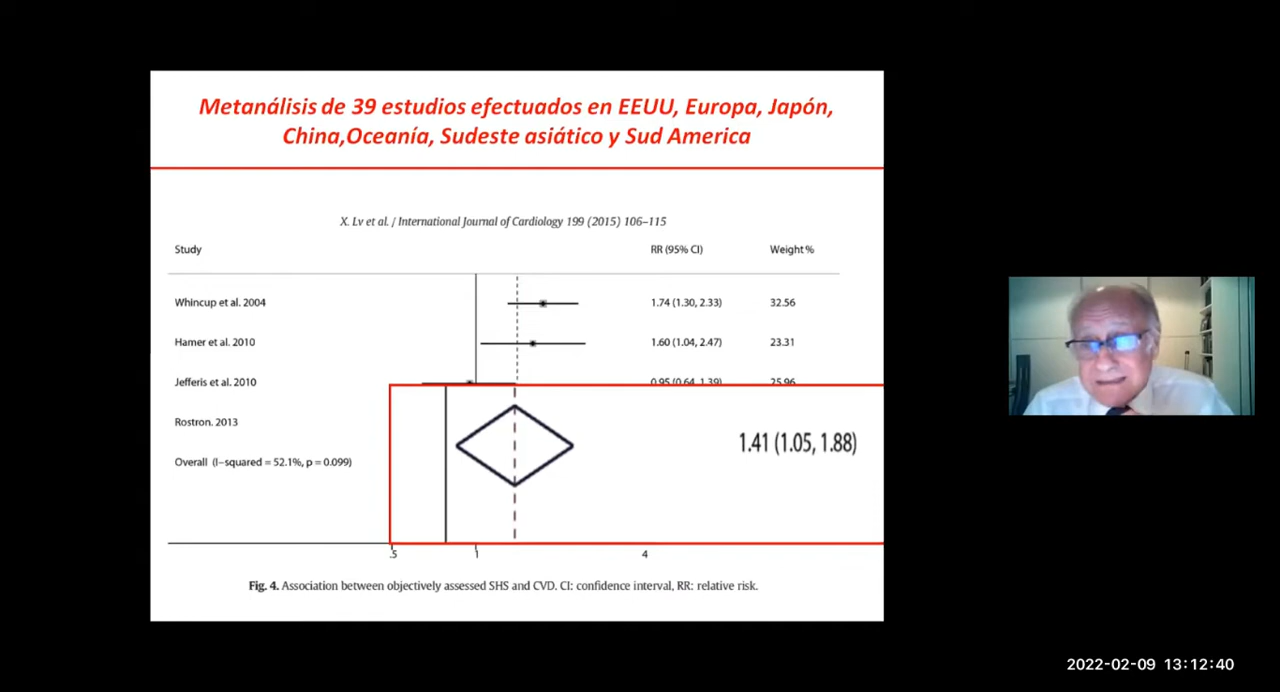 Metanálisis de 39 estudios efectuados en EEUU, Europa, Japón,
China,Oceanía, Sudeste asiático y Sud America
X. Lv et al. / International Journal of Cardiology 199 (2015) 106–115
Study RR (95% CI) Weight%
Whincup et al. 2004 1.74 (1.30, 2.33) 32.56
Hamer et al. 2010 1.60 (1.04, 2.47) 23.31
Jefferis et al. 2010 0.95 (0.64, 1.39) 25.96
Rostron. 2013
1.41 (1.05, 1.88)
Overall (I-squared = 52.1%, p = 0.099)
.5 1 4
Fig. 4. Association between objectively assessed SHS and CVD. CI: confidence interval, RR: relative risk.
2022-02-09 13:12:40